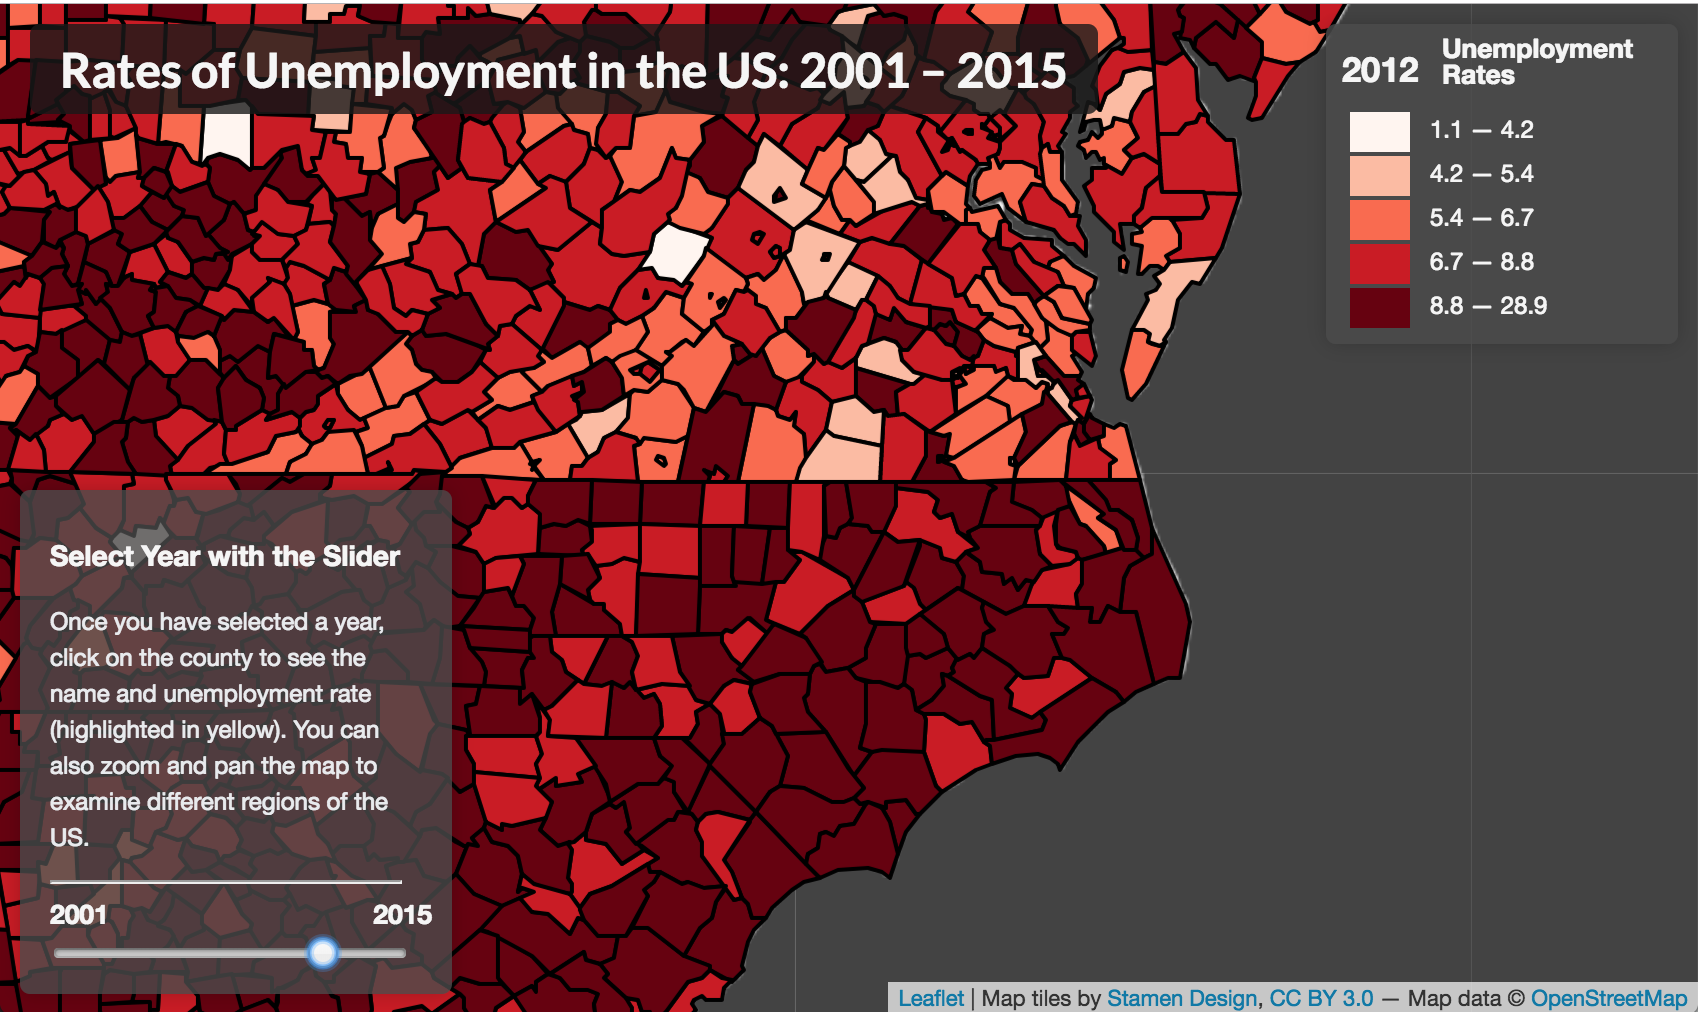 Rates of Unemployment in the US: 2001 – 2015
2012 Unemployment
Rates
1.1 — 4.2
4.2 — 5.4
5.4 — 6.7
6.7 — 8.8
8.8 — 28.9
Select Year with the Slider
Once you have selected a year,
click on the county to see the
name and unemployment rate
(highlighted in yellow). You can
also zoom and pan the map to
examine different regions of the
US.
2001 2015
Leaflet | Map tiles by Stamen Design, CC BY 3.0 — Map data © OpenStreetMap